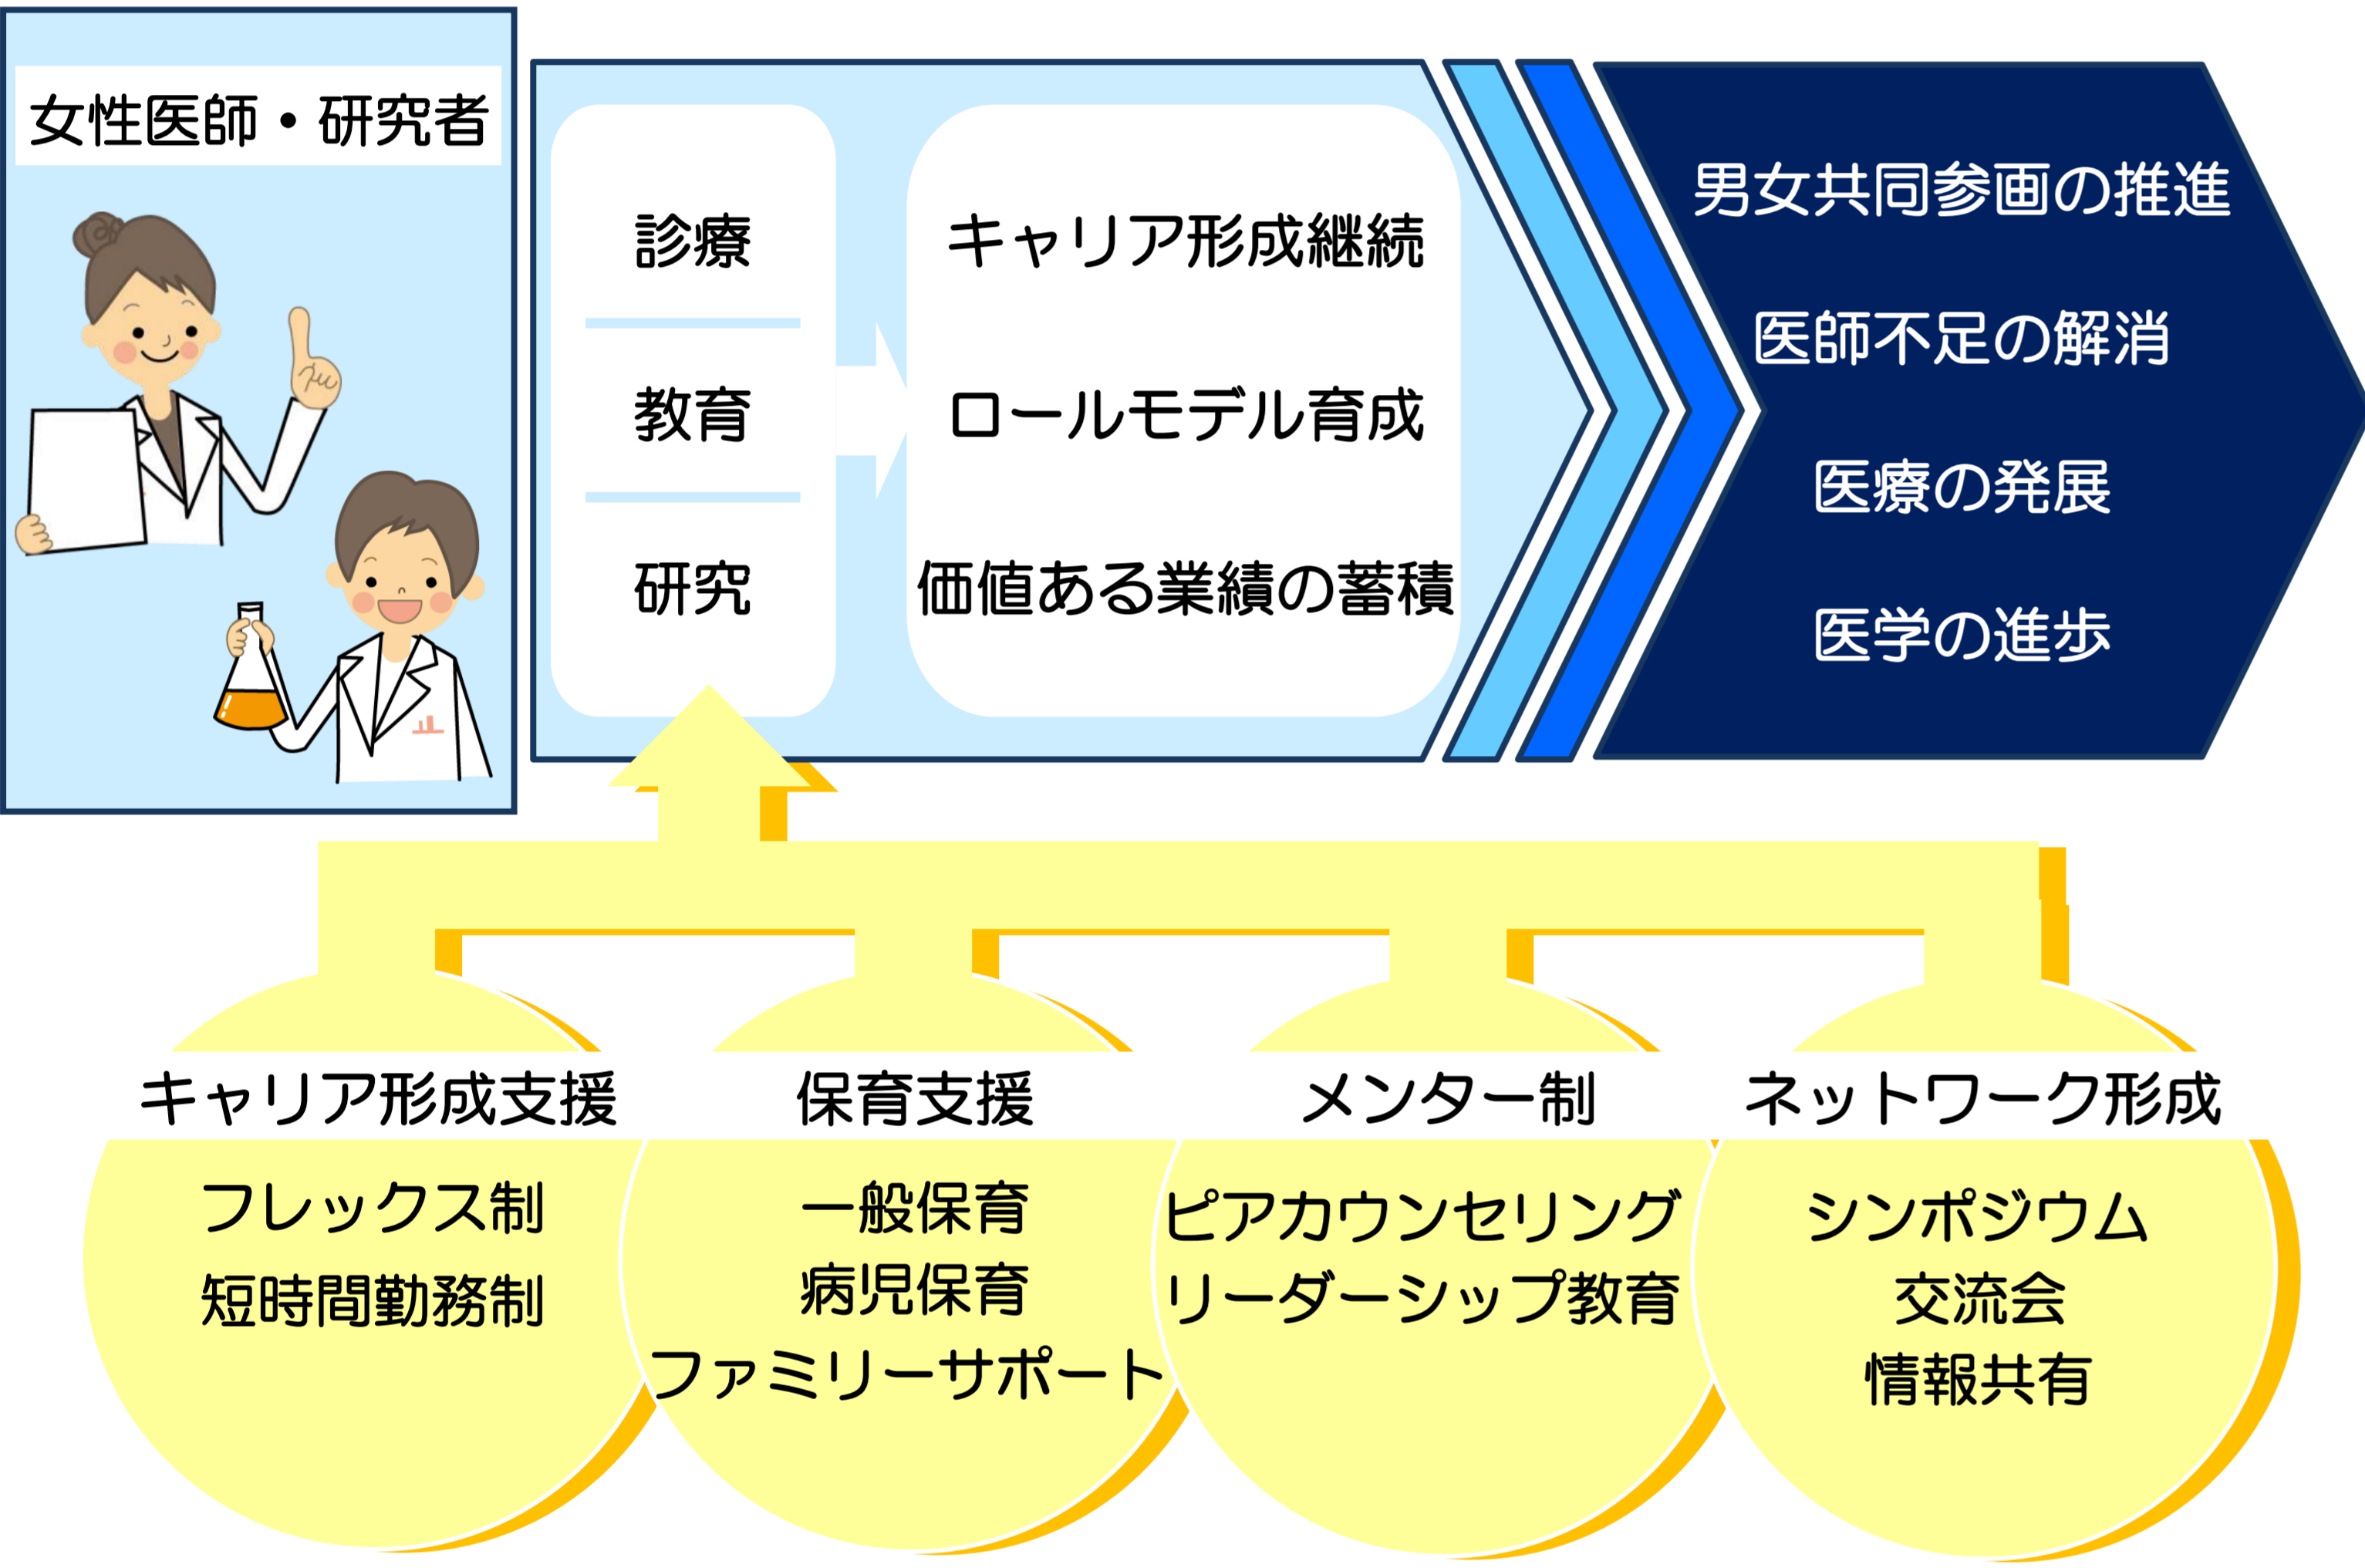 女性医師・研究者
診療
教育
研究
キャリア形成継続
ロールモデル育成
価値ある業績の蓄積
男女共同参画の推進
医師不足の解消
医療の発展
医学の進歩
キャリア形成支援
フレックス制
短時間勤務制
保育支援
一般保育
病児保育
ファミリーサポート
メンター制
ピアカウンセリング
リーダーシップ教育
ネットワーク形成
シンポジウム
交流会
情報共有